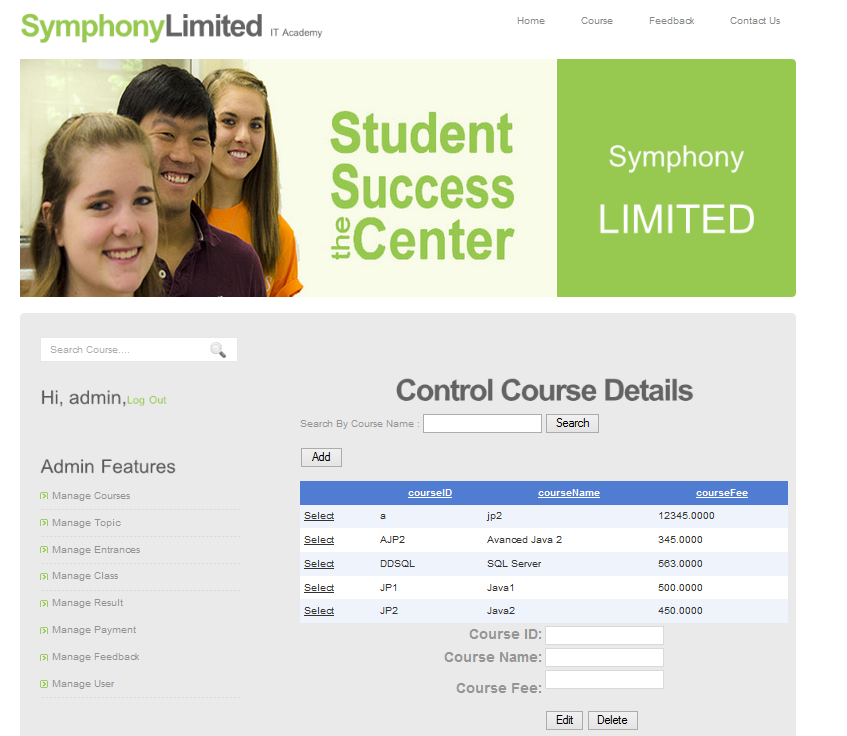 SymphonyLimited IT Academy
Home Course Feedback Contact Us
Student
Success
the Center
Symphony
LIMITED
Search Course....
Hi, admin,Log Out
Admin Features
Manage Courses
Manage Topic
Manage Entrances
Manage Class
Manage Result
Manage Payment
Manage Feedback
Manage User
Control Course Details
Search By Course Name : Search
Add
courseID courseName courseFee
Select a jp2 12345.0000
Select AJP2 Avanced Java 2 345.0000
Select DDSQL SQL Server 563.0000
Select JP1 Java1 500.0000
Select JP2 Java2 450.0000
Course ID:
Course Name:
Course Fee:
Edit Delete